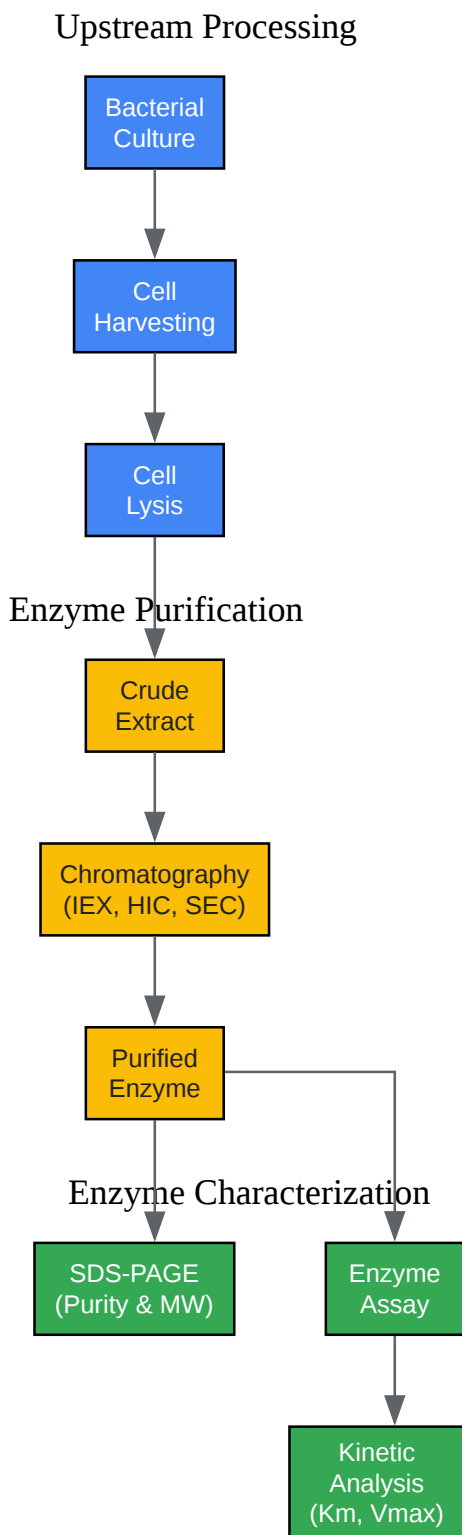 Upstream Processing
Bacterial
Culture
Cell
Harvesting
Cell
Lysis
Enzyme Purification
Crude
Extract
Chromatography
(IEX, HIC, SEC)
Purified
Enzyme
Enzyme Characterization
SDS-PAGE
(Purity & MW)
Enzyme
Assay
Kinetic
Analysis
(Km, Vmax)